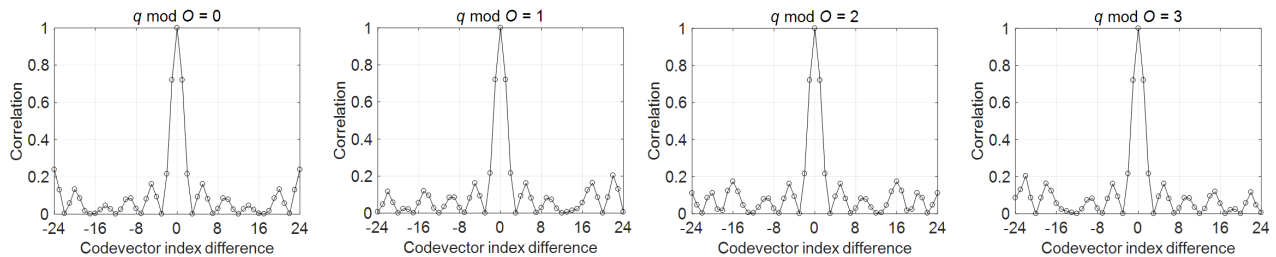 q mod O = 0
1
0.8
0.6
0.4
0.2
0
Correlation
-24 -16 -8 0 8 16 24
Codevector index difference
q mod O = 1
1
0.8
0.6
0.4
0.2
0
Correlation
-24 -16 -8 0 8 16 24
Codevector index difference
q mod O = 2
1
0.8
0.6
0.4
0.2
0
Correlation
-24 -16 -8 0 8 16 24
Codevector index difference
q mod O = 3
1
0.8
0.6
0.4
0.2
0
Correlation
-24 -16 -8 0 8 16 24
Codevector index difference